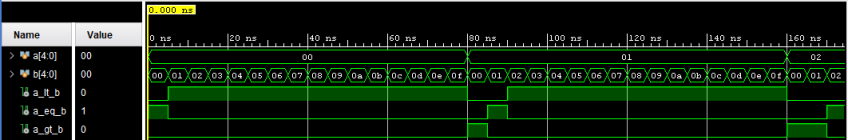 0.000 ns
Name Value 0 ns 20 ns 40 ns 60 ns 80 ns 100 ns 120 ns 140 ns 160 ns
a[4:0] 00 00 01 02
b[4:0] 00 00 01 02 03 04 05 06 07 08 09 0a 0b 0c 0d 0e 0f 00 01 02 03 04 05 06 07 08 09 0a 0b 0c 0d 0e 0f 00 01 02
a_lt_b 0
a_eq_b 1
a_gt_b 0